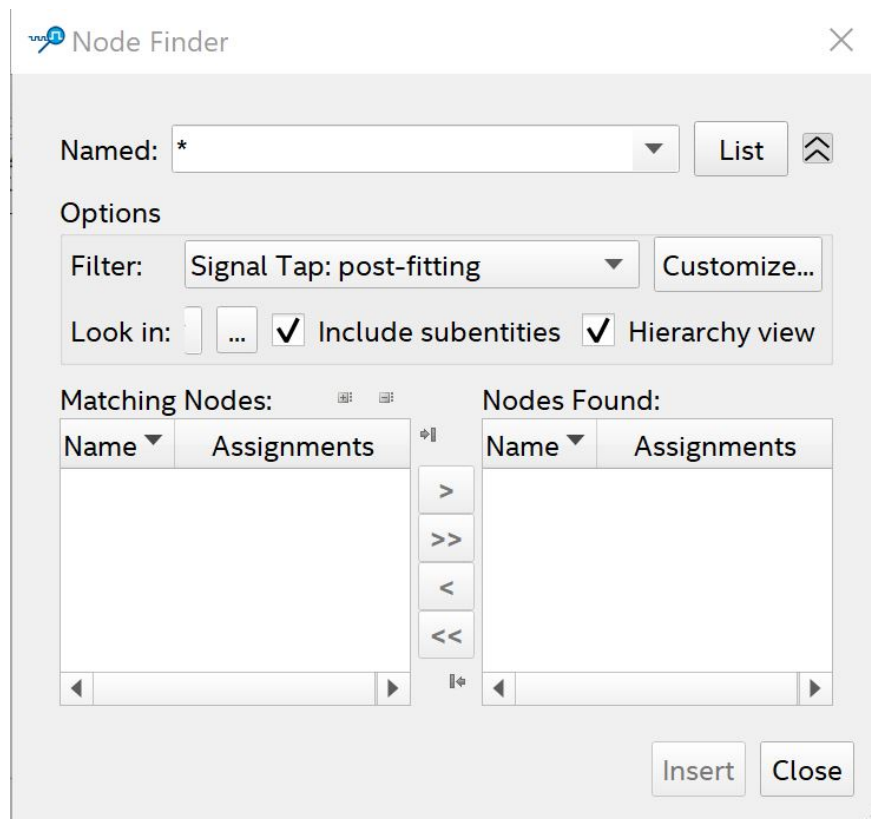 Node Finder
Named: * List
Options
Filter: Signal Tap: post-fitting Customize...
Look in: ... Include subentities Hierarchy view
Matching Nodes: Nodes Found:
Name Assignments Name Assignments
>
>>
<
<<
Insert Close